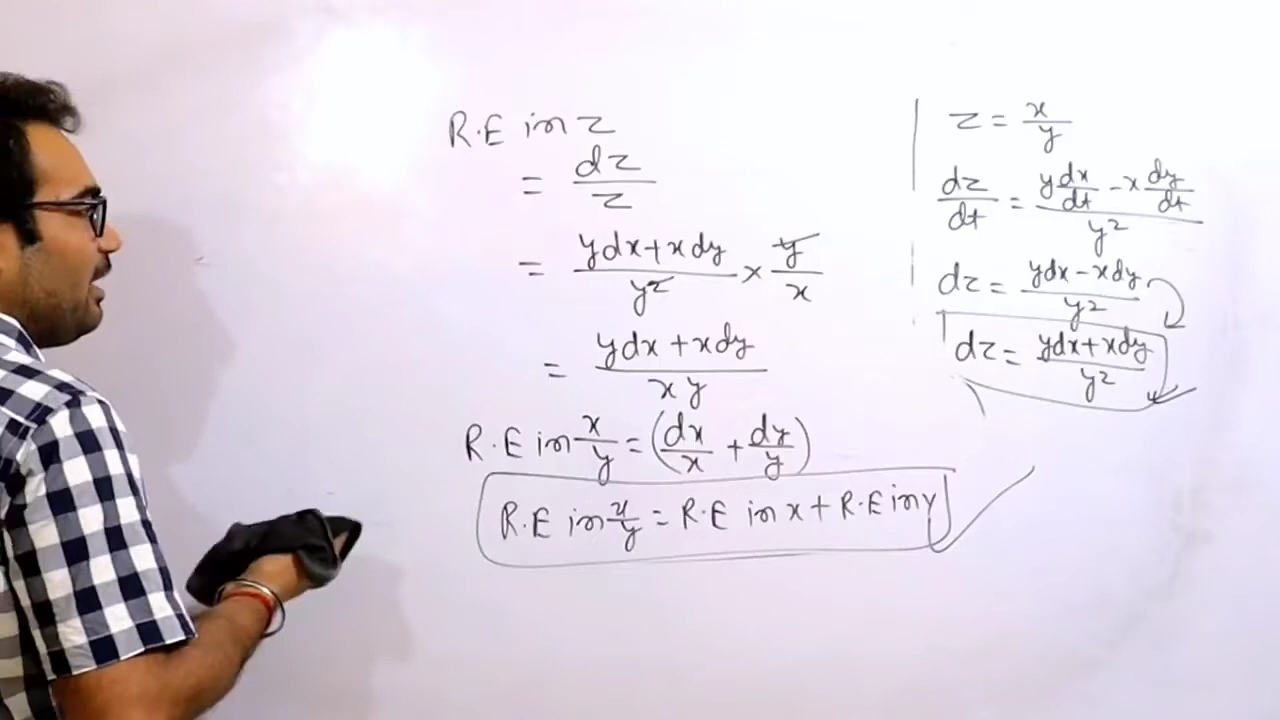 R.E in z
= dz/z
= (ydx + xdy)/y² × y/x
= (ydx + xdy)/xy
R.E in x/y = (dx/x + dy/y)
R.E in x/y = R.E in x + R.E in y
z = x/y
dz/dt = (y dx/dt - x dy/dt)/y²
dz = (ydx - xdy)/y²
dz = (ydx + xdy)/y²